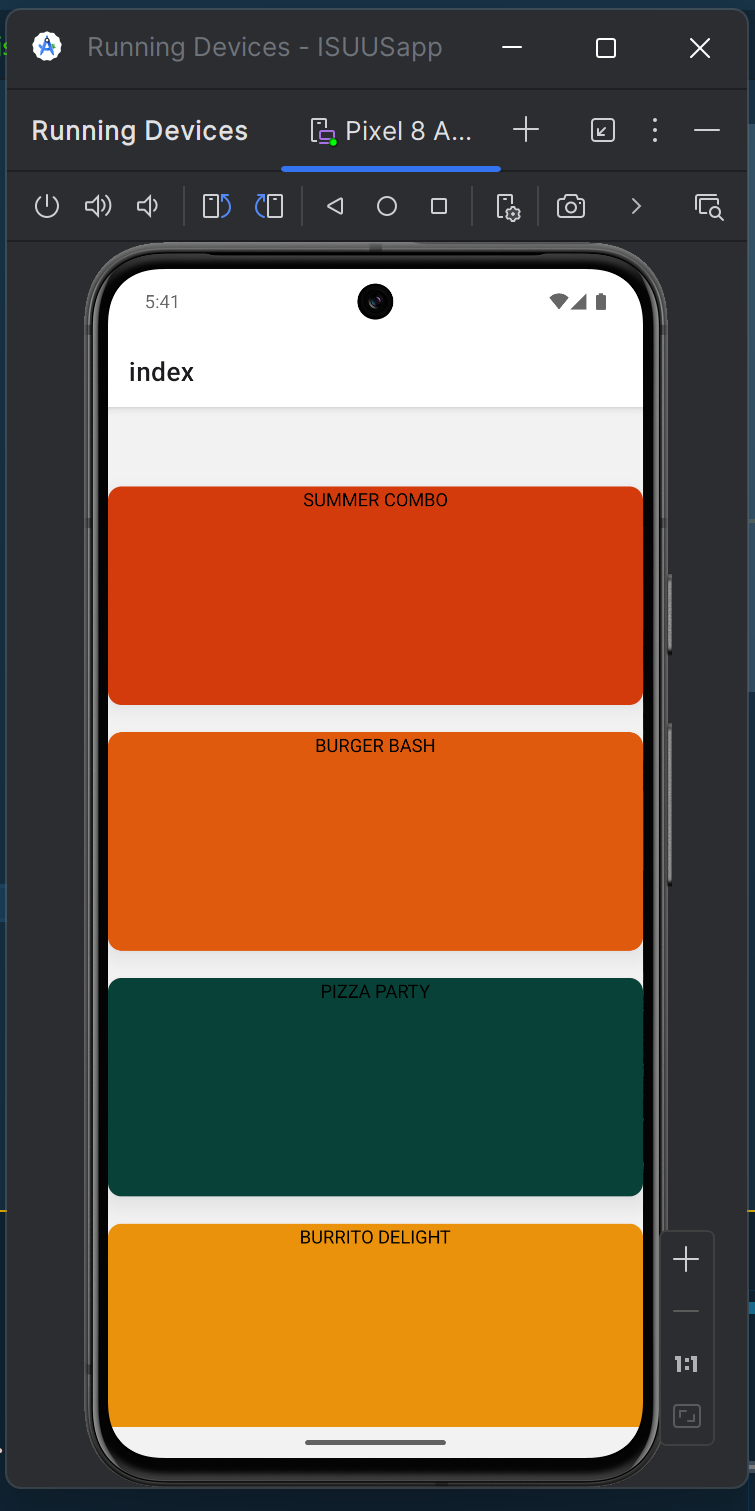 Running Devices - ISUUSapp
Running Devices
Pixel 8 A...
5:41
index
SUMMER COMBO
BURGER BASH
PIZZA PARTY
BURRITO DELIGHT
1:1